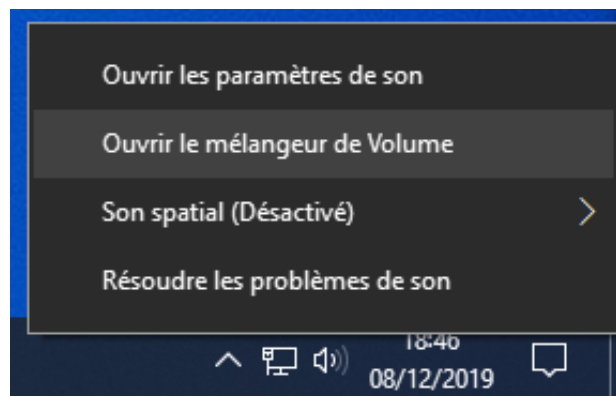 Ouvrir les paramètres de son
Ouvrir le mélangeur de Volume
Son spatial (Désactivé)
Résoudre les problèmes de son
18:46
08/12/2019